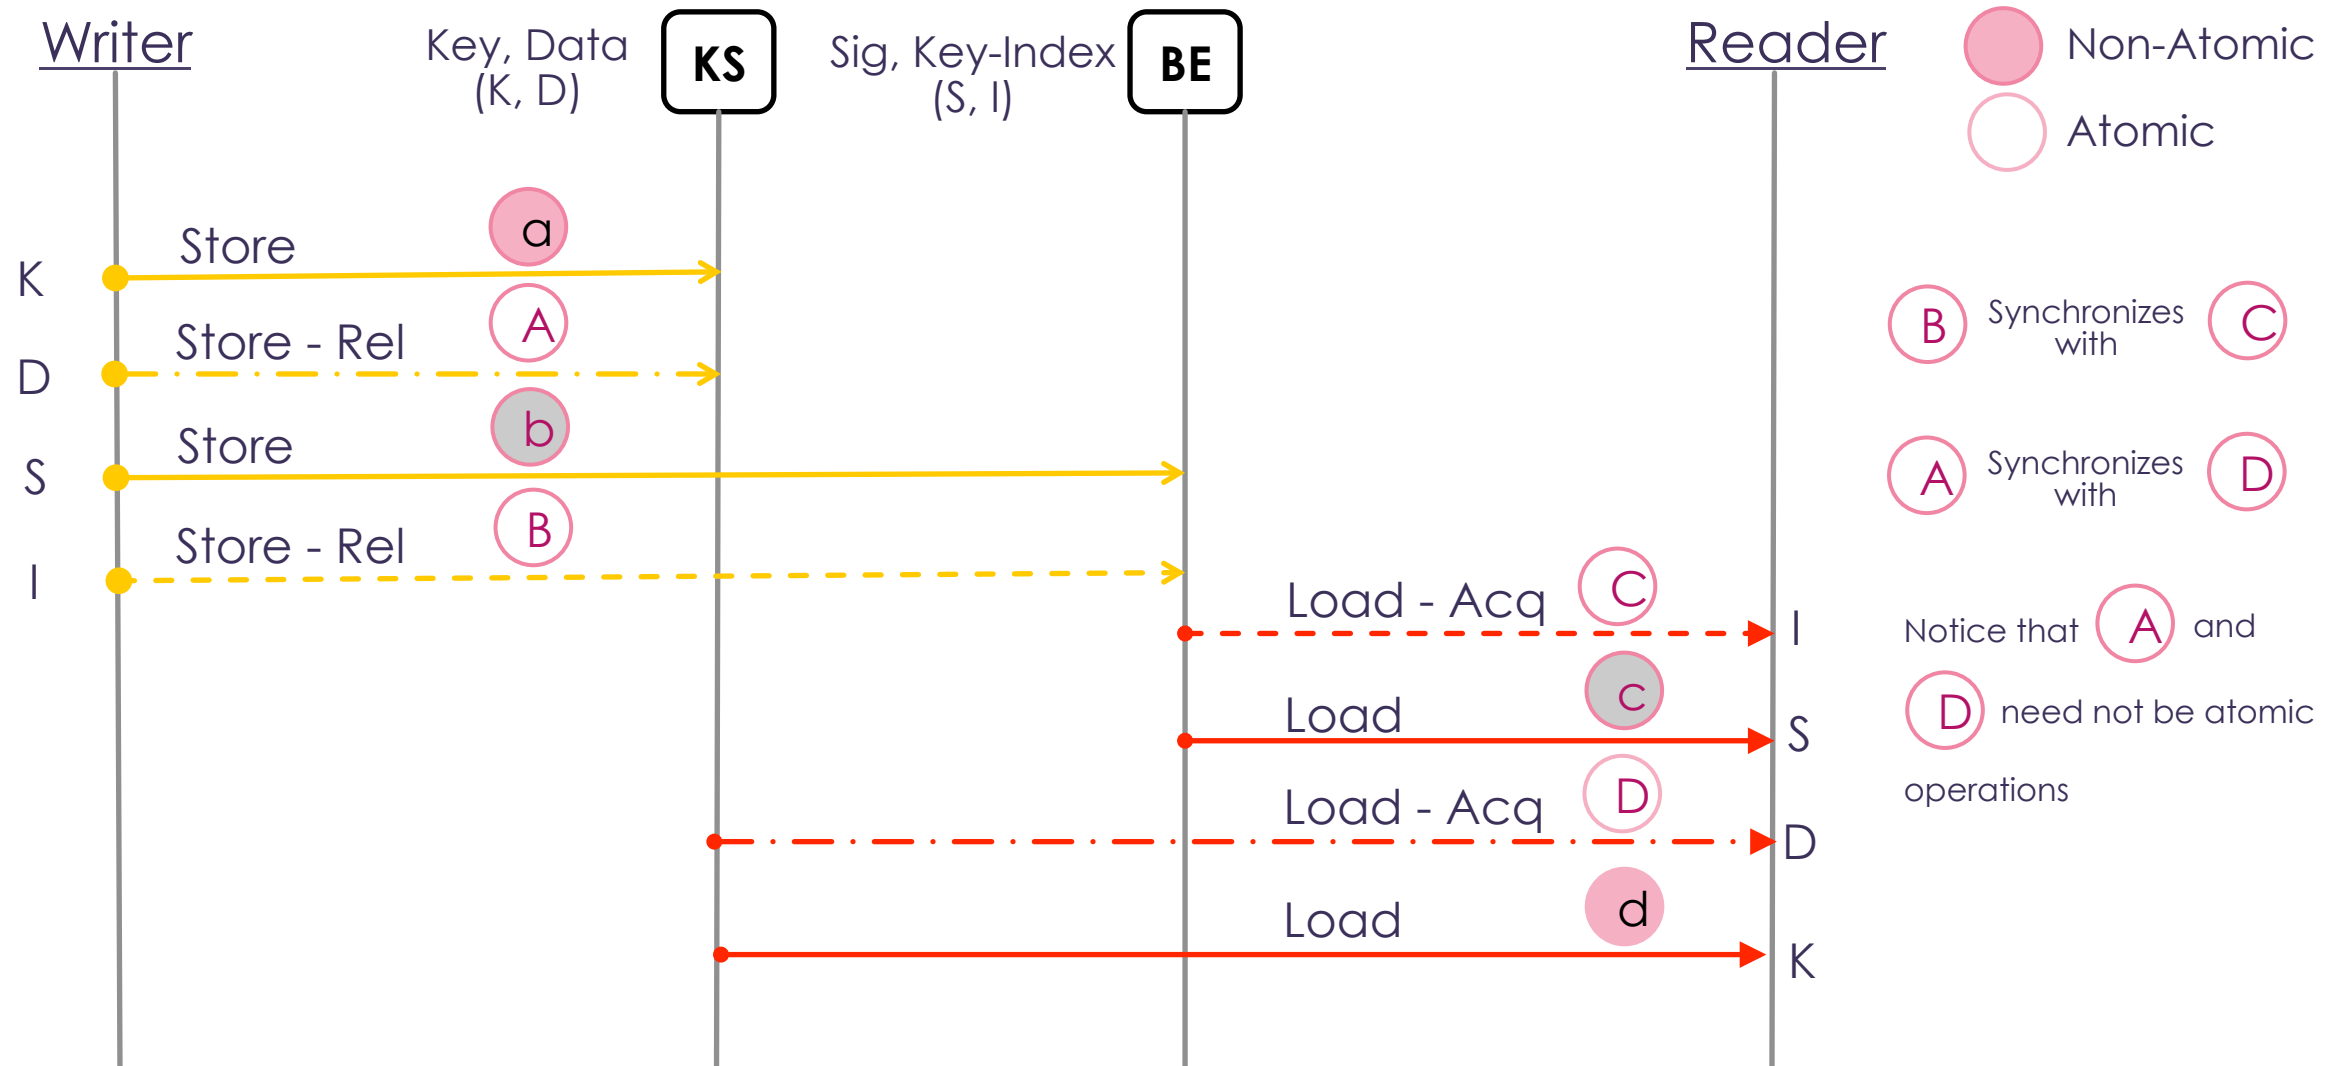 Writer
Key, Data
(K, D)
KS
Sig, Key-Index
(S, I)
BE
Reader
Non-Atomic
Atomic
K
Store
a
D
Store - Rel
A
S
Store
b
I
Store - Rel
B
Load - Acq
C
I
Load
c
S
Load - Acq
D
D
Load
d
K
B Synchronizes C
with
A Synchronizes D
with
Notice that A and
D need not be atomic
operations